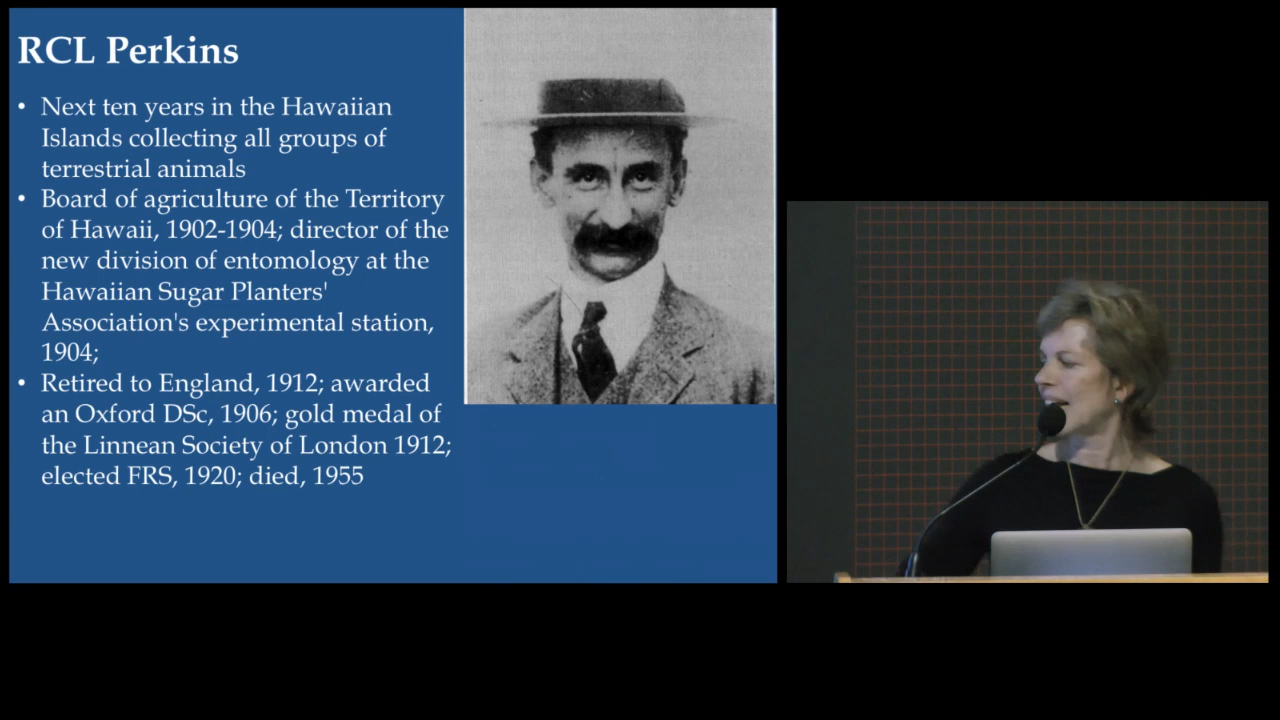 RCL Perkins
• Next ten years in the Hawaiian
Islands collecting all groups of
terrestrial animals
• Board of agriculture of the Territory
of Hawaii, 1902-1904; director of the
new division of entomology at the
Hawaiian Sugar Planters'
Association's experimental station,
1904;
• Retired to England, 1912; awarded
an Oxford DSc, 1906; gold medal of
the Linnean Society of London 1912;
elected FRS, 1920; died, 1955